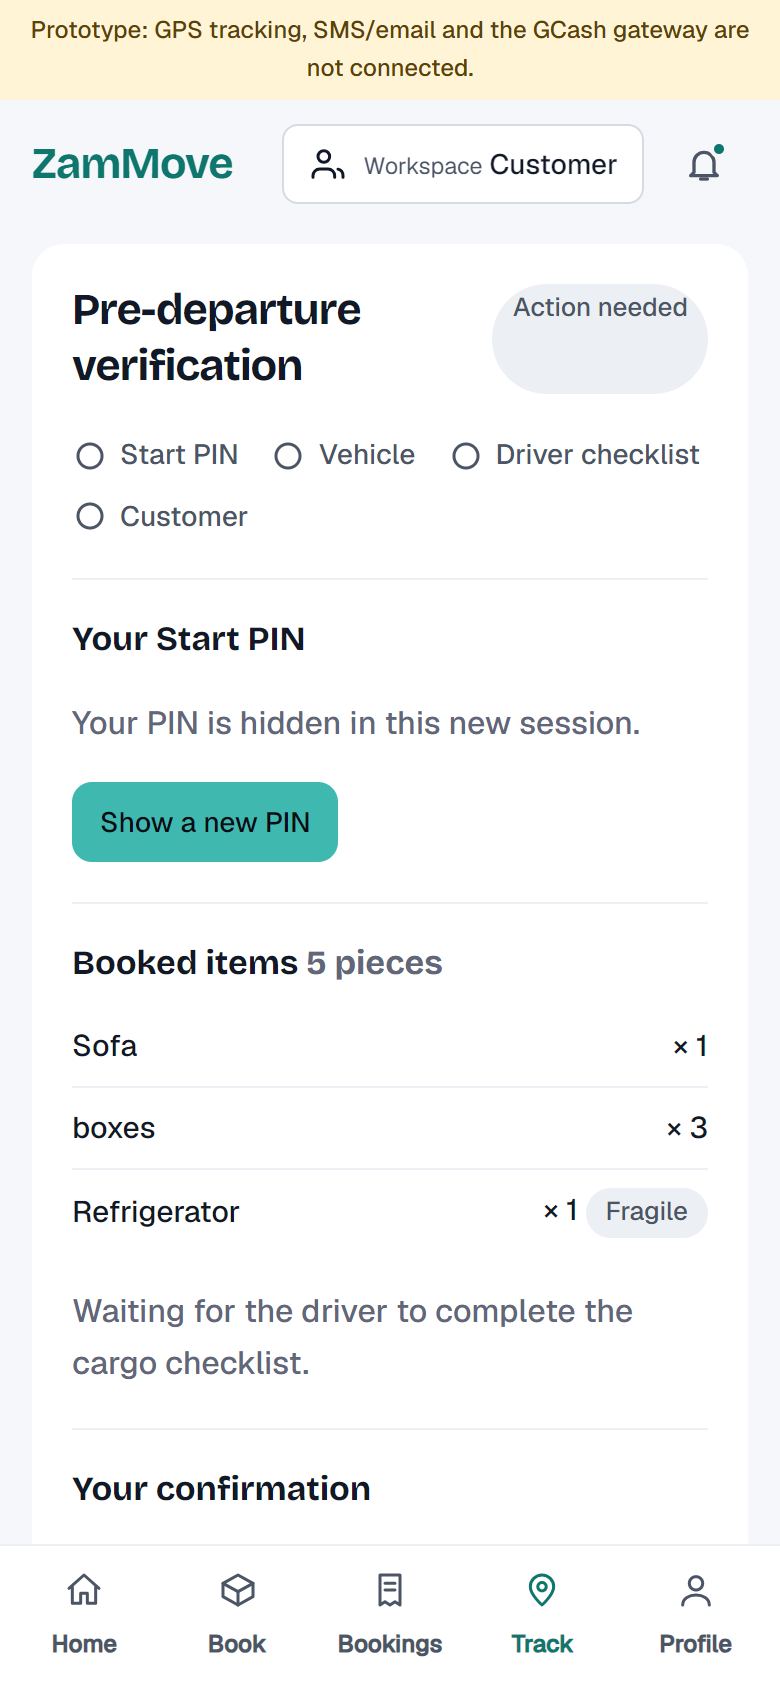 Prototype: GPS tracking, SMS/email and the GCash gateway are
not connected.
ZamMove
Workspace Customer
Pre-departure
verification
Action needed
Start PIN
Vehicle
Driver checklist
Customer
Your Start PIN
Your PIN is hidden in this new session.
Show a new PIN
Booked items 5 pieces
Sofa × 1
boxes × 3
Refrigerator × 1 Fragile
Waiting for the driver to complete the
cargo checklist.
Your confirmation
Home
Book
Bookings
Track
Profile